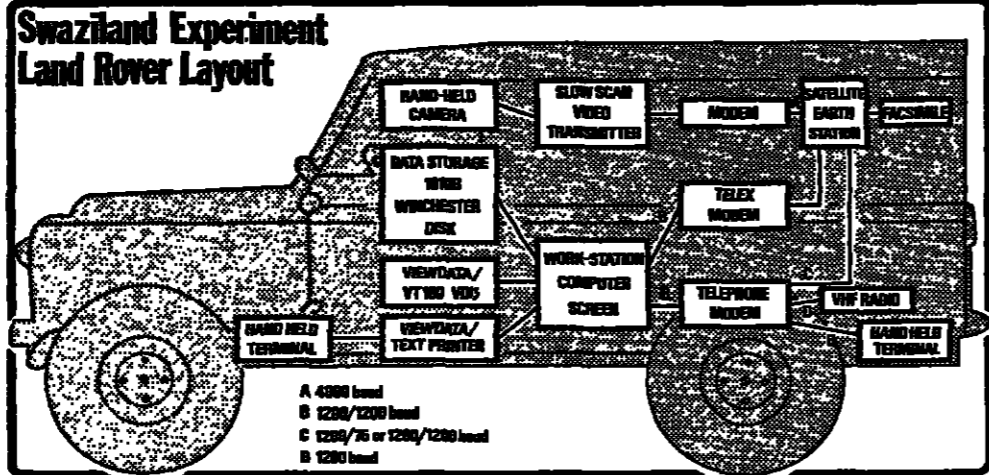 Swaziland Experiment
Land Rover Layout
HAND-HELD
CAMERA
SLOW SCAN
VIDEO
TRANSMITTER
MODEM
SATELLITE
EARTH
STATION
FACSIMILE
DATA STORAGE
WINCHESTER
DISK
TELEX
MODEM
WORK-STATION
COMPUTER
SCREEN
VIEWDATA/
VDU
TELEPHONE
MODEM
VHF RADIO
HAND HELD
TERMINAL
VIEWDATA/
TEXT PRINTER
HAND HELD
TERMINAL
A baud
B 1200/1200 baud
C 1200/75 or 1200/1200 baud
1200 baud